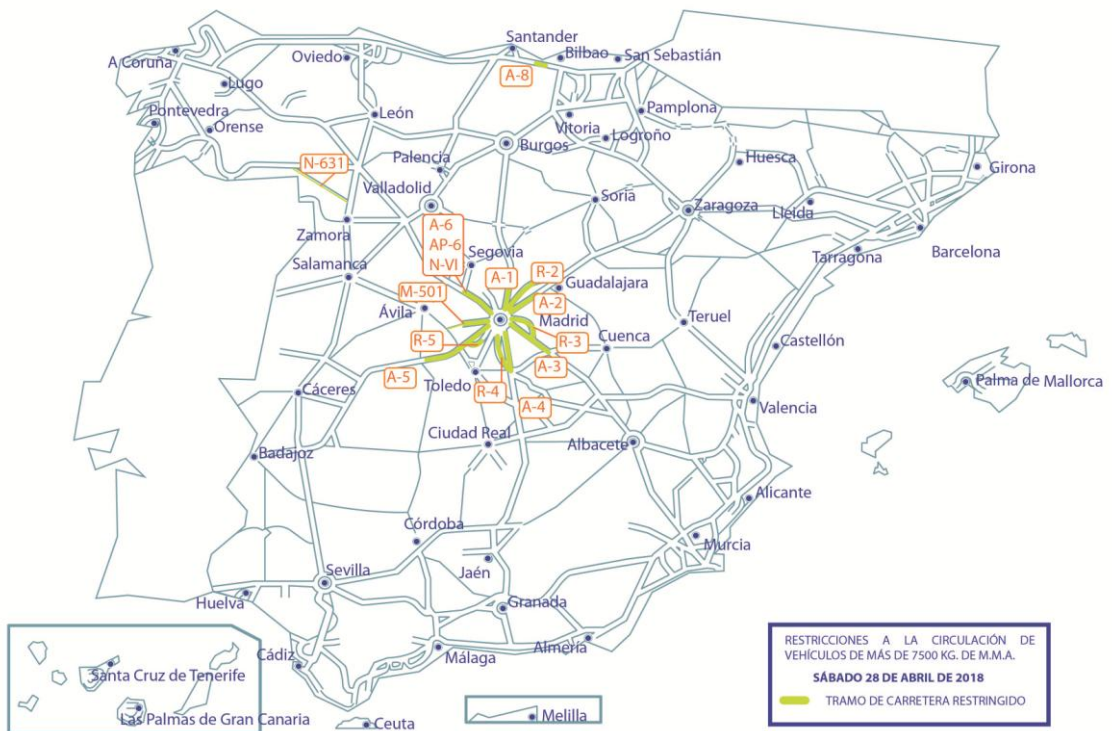 Santander
Oviedo
Bilbao
San Sebastián
A Coruña
A-8
Lugo
Pontevedra
León
Pamplona
Orense
Vitoria
Logroño
Burgos
N-631
Palencia
Huesca
Girona
Valladolid
Soria
Zaragoza
Lleida
Zamora
A-6
AP-6
N-VI
Segovia
Tarragona
Barcelona
Salamanca
A-1
R-2
Guadalajara
M-501
A-2
Ávila
Madrid
Teruel
R-5
R-3
Cuenca
Castellón
A-5
Toledo
R-4
A-3
Palma de Mallorca
Cáceres
A-4
Valencia
Ciudad Real
Albacete
Badajoz
Alicante
Córdoba
Murcia
Jaén
Sevilla
Huelva
Granada
Almería
Málaga
Cádiz
Santa Cruz de Tenerife
Las Palmas de Gran Canaria
Ceuta
Melilla
RESTRICCIONES A LA CIRCULACIÓN DE
VEHÍCULOS DE MÁS DE 7500 KG. DE M.M.A.
SÁBADO 28 DE ABRIL DE 2018
TRAMO DE CARRETERA RESTRINGIDO